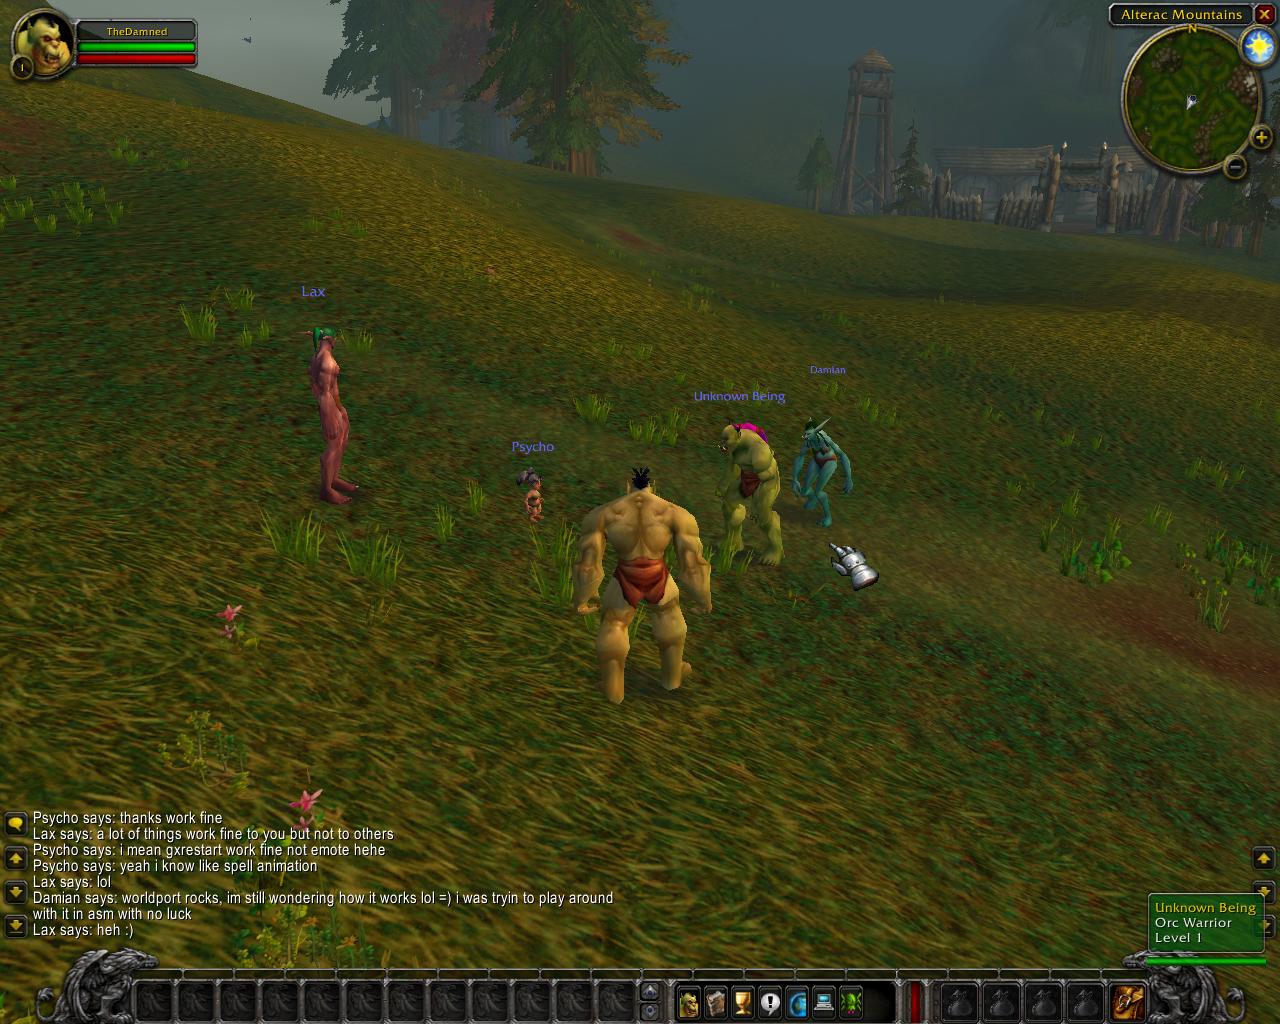 TheDamned
1
Alterac Mountains
N
Lax
Damian
Unknown Being
Psycho
Psycho says: thanks work fine
Lax says: a lot of things work fine to you but not to others
Psycho says: i mean gxrestart work fine not emote hehe
Psycho says: yeah i know like spell animation
Lax says: lol
Damian says: worldport rocks, im still wondering how it works lol =) i was tryin to play around
with it in asm with no luck
Lax says: heh :)
Unknown Being
Orc Warrior
Level 1